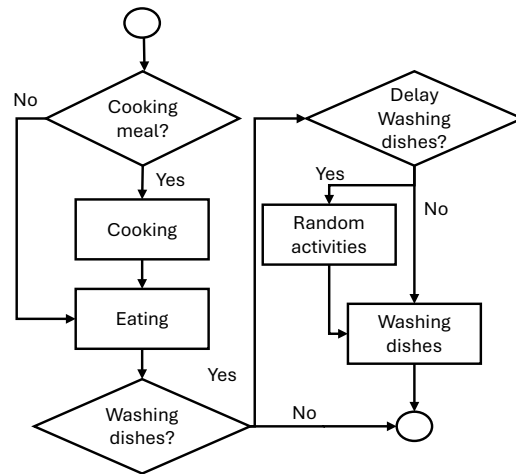 No
Cooking
meal?
Yes
Cooking
Eating
Yes
Washing
dishes?
No
Delay
Washing
dishes?
Yes
No
Random
activities
Washing
dishes